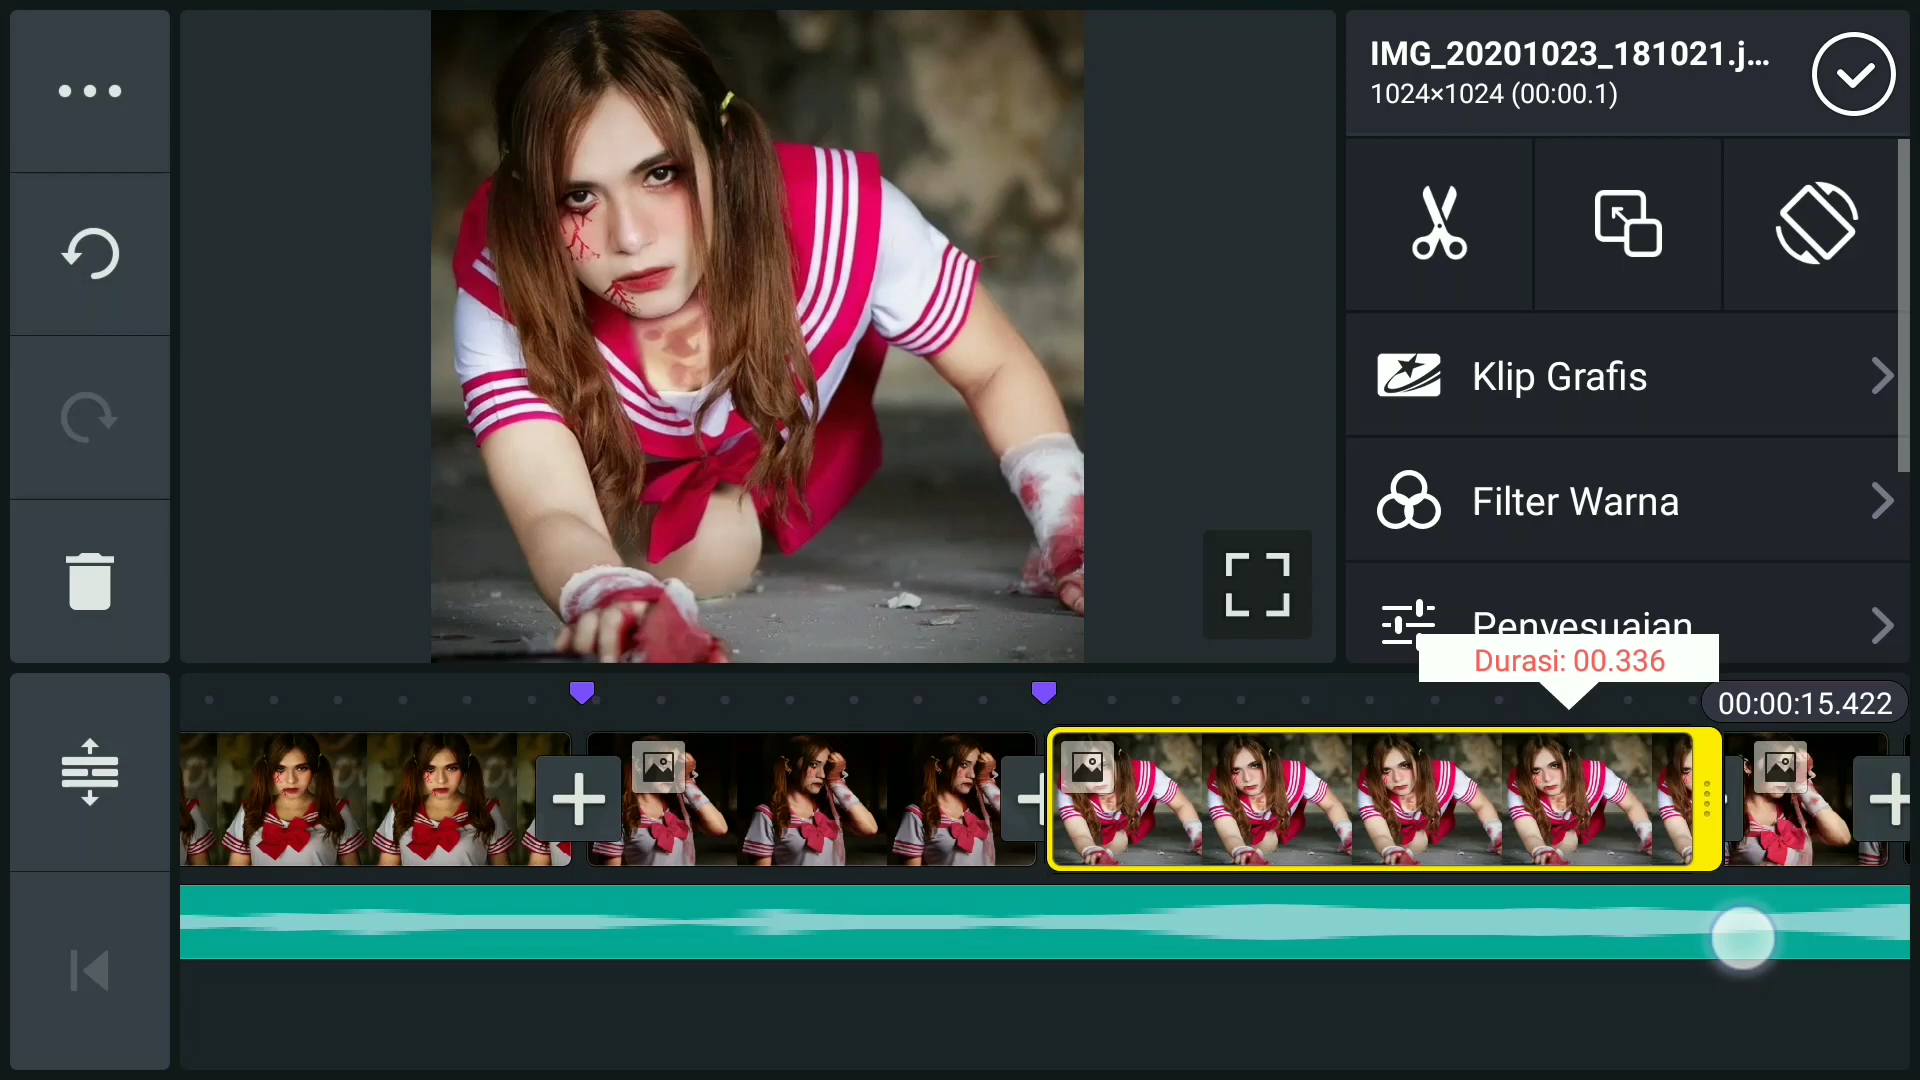 IMG_20201023_181021.j...
1024×1024 (00:00.1)
Klip Grafis
Filter Warna
Penyesuaian
Durasi: 00.336
00:00:15.422